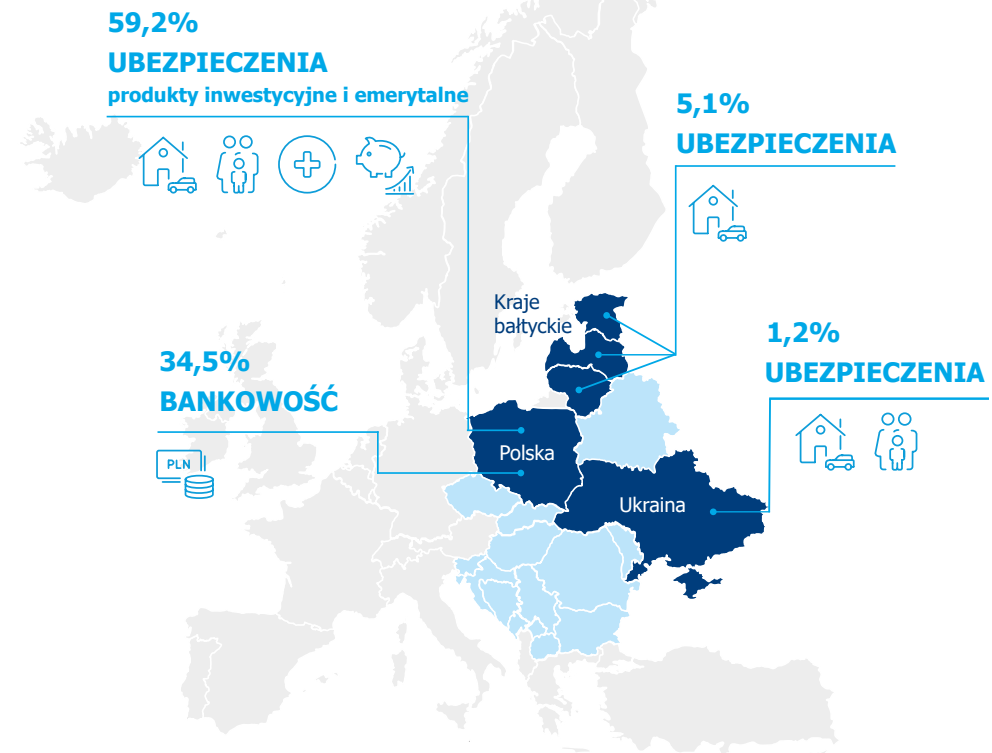 59,2%
UBEZPIECZENIA
produkty inwestycyjne i emerytalne
5,1%
UBEZPIECZENIA
Kraje
bałtyckie
1,2%
UBEZPIECZENIA
34,5%
BANKOWOŚĆ
PLN
Polska
Ukraina